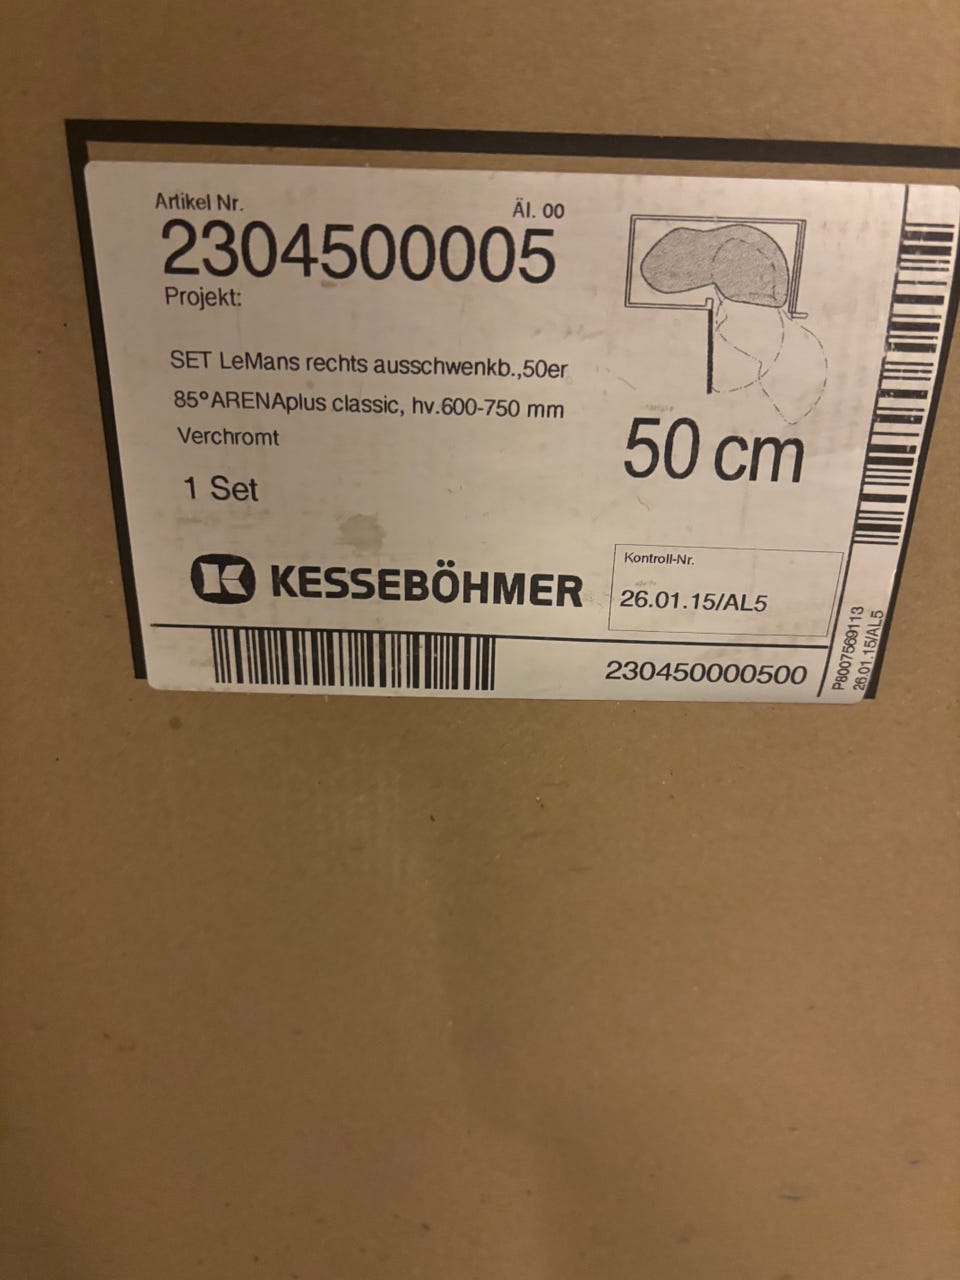 Artikel Nr.
Äl. 00
2304500005
Projekt:
SET LeMans rechts ausschwenkb.,50er
85°ARENAplus classic, hv.600-750 mm
Verchromt
1 Set
50 cm
KESSEBÖHMER
Kontroll-Nr.
26.01.15/AL5
230450000500
P8007569113
26.01.15/AL5